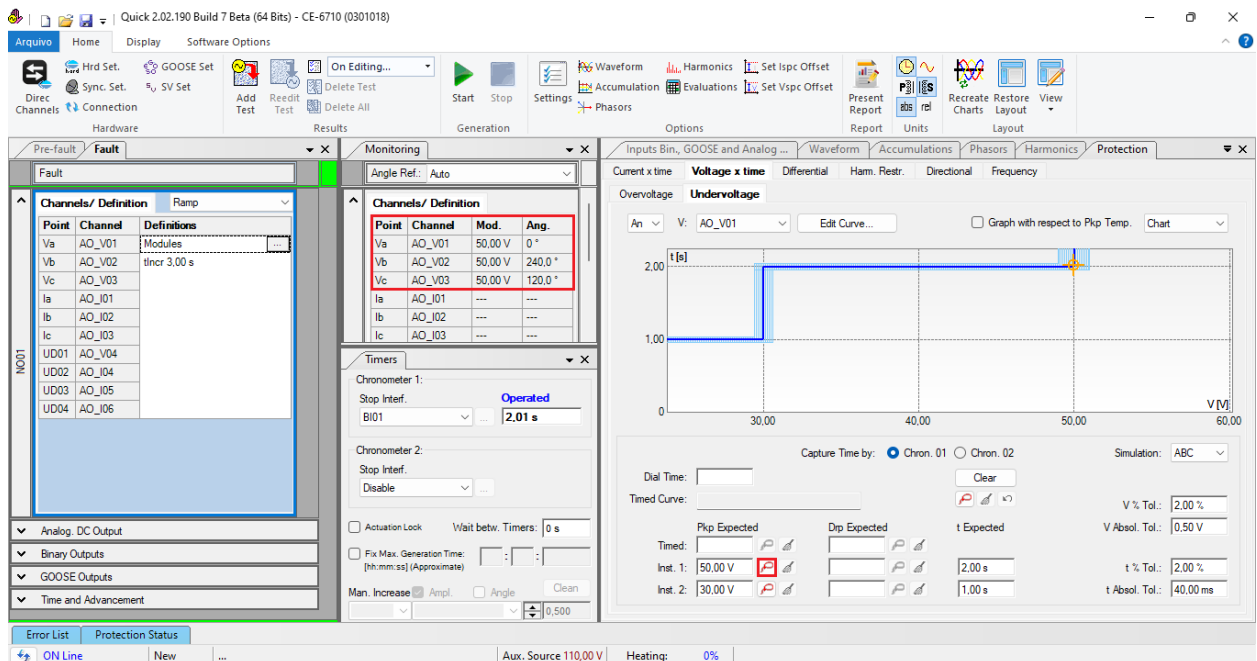 Quick 2.02.190 Build 7 Beta (64 Bits) - CE-6710 (0301018)
Arquivo Home Display Software Options
Direc Channels
Hrd Set.
Sync. Set.
Connection
GOOSE Set
SV Set
Hardware
Add Test
Reedit Test
On Editing...
Delete Test
Delete All
Results
Start
Stop
Generation
Settings
Waveform
Accumulation
Phasors
Harmonics
Evaluations
Set Ispc Offset
Set Vspc Offset
Options
Present Report
Report
abs rel
Units
Recreate Charts
Restore Layout
View
Layout
Pre-fault Fault
Fault
NO01
Channels/ Definition Ramp
Point Channel Definitions
Va AO_V01 Modules ...
Vb AO_V02 tIncr 3,00 s
Vc AO_V03
Ia AO_I01
Ib AO_I02
Ic AO_I03
UD01 AO_V04
UD02 AO_I04
UD03 AO_I05
UD04 AO_I06
Analog. DC Output
Binary Outputs
GOOSE Outputs
Time and Advancement
Monitoring
Angle Ref.: Auto
Channels/ Definition
Point Channel Mod. Ang.
Va AO_V01 50,00 V 0 °
Vb AO_V02 50,00 V 240,0 °
Vc AO_V03 50,00 V 120,0 °
Ia AO_I01 --- ---
Ib AO_I02 --- ---
Ic AO_I03 --- ---
Timers
Chronometer 1:
Stop Interf. Operated
BI01 ... 2,01 s
Chronometer 2:
Stop Interf.
Disable ...
Actuation Lock Wait betw. Timers: 0 s
Fix Max. Generation Time: : :
[hh:mm:ss] (Approximate)
Man. Increase Ampl. Angle Clean
0,500
Inputs Bin., GOOSE and Analog ... Waveform Accumulations Phasors Harmonics Protection
Current x time Voltage x time Differential Harm. Restr. Directional Frequency
Overvoltage Undervoltage
An V: AO_V01 Edit Curve... Graph with respect to Pkp Temp. Chart
t [s]
2,00
1,00
0
V [V]
30,00 40,00 50,00 60,00
Capture Time by: Chron. 01 Chron. 02 Simulation: ABC
Dial Time: Clear
Timed Curve: V % Tol.: 2,00 %
Pkp Expected Drp Expected t Expected V Absol. Tol.: 0,50 V
Timed:
Inst. 1: 50,00 V 2,00 s t % Tol.: 2,00 %
Inst. 2: 30,00 V 1,00 s t Absol. Tol.: 40,00 ms
Error List Protection Status
ON Line New ... Aux. Source 110,00 V Heating: 0%